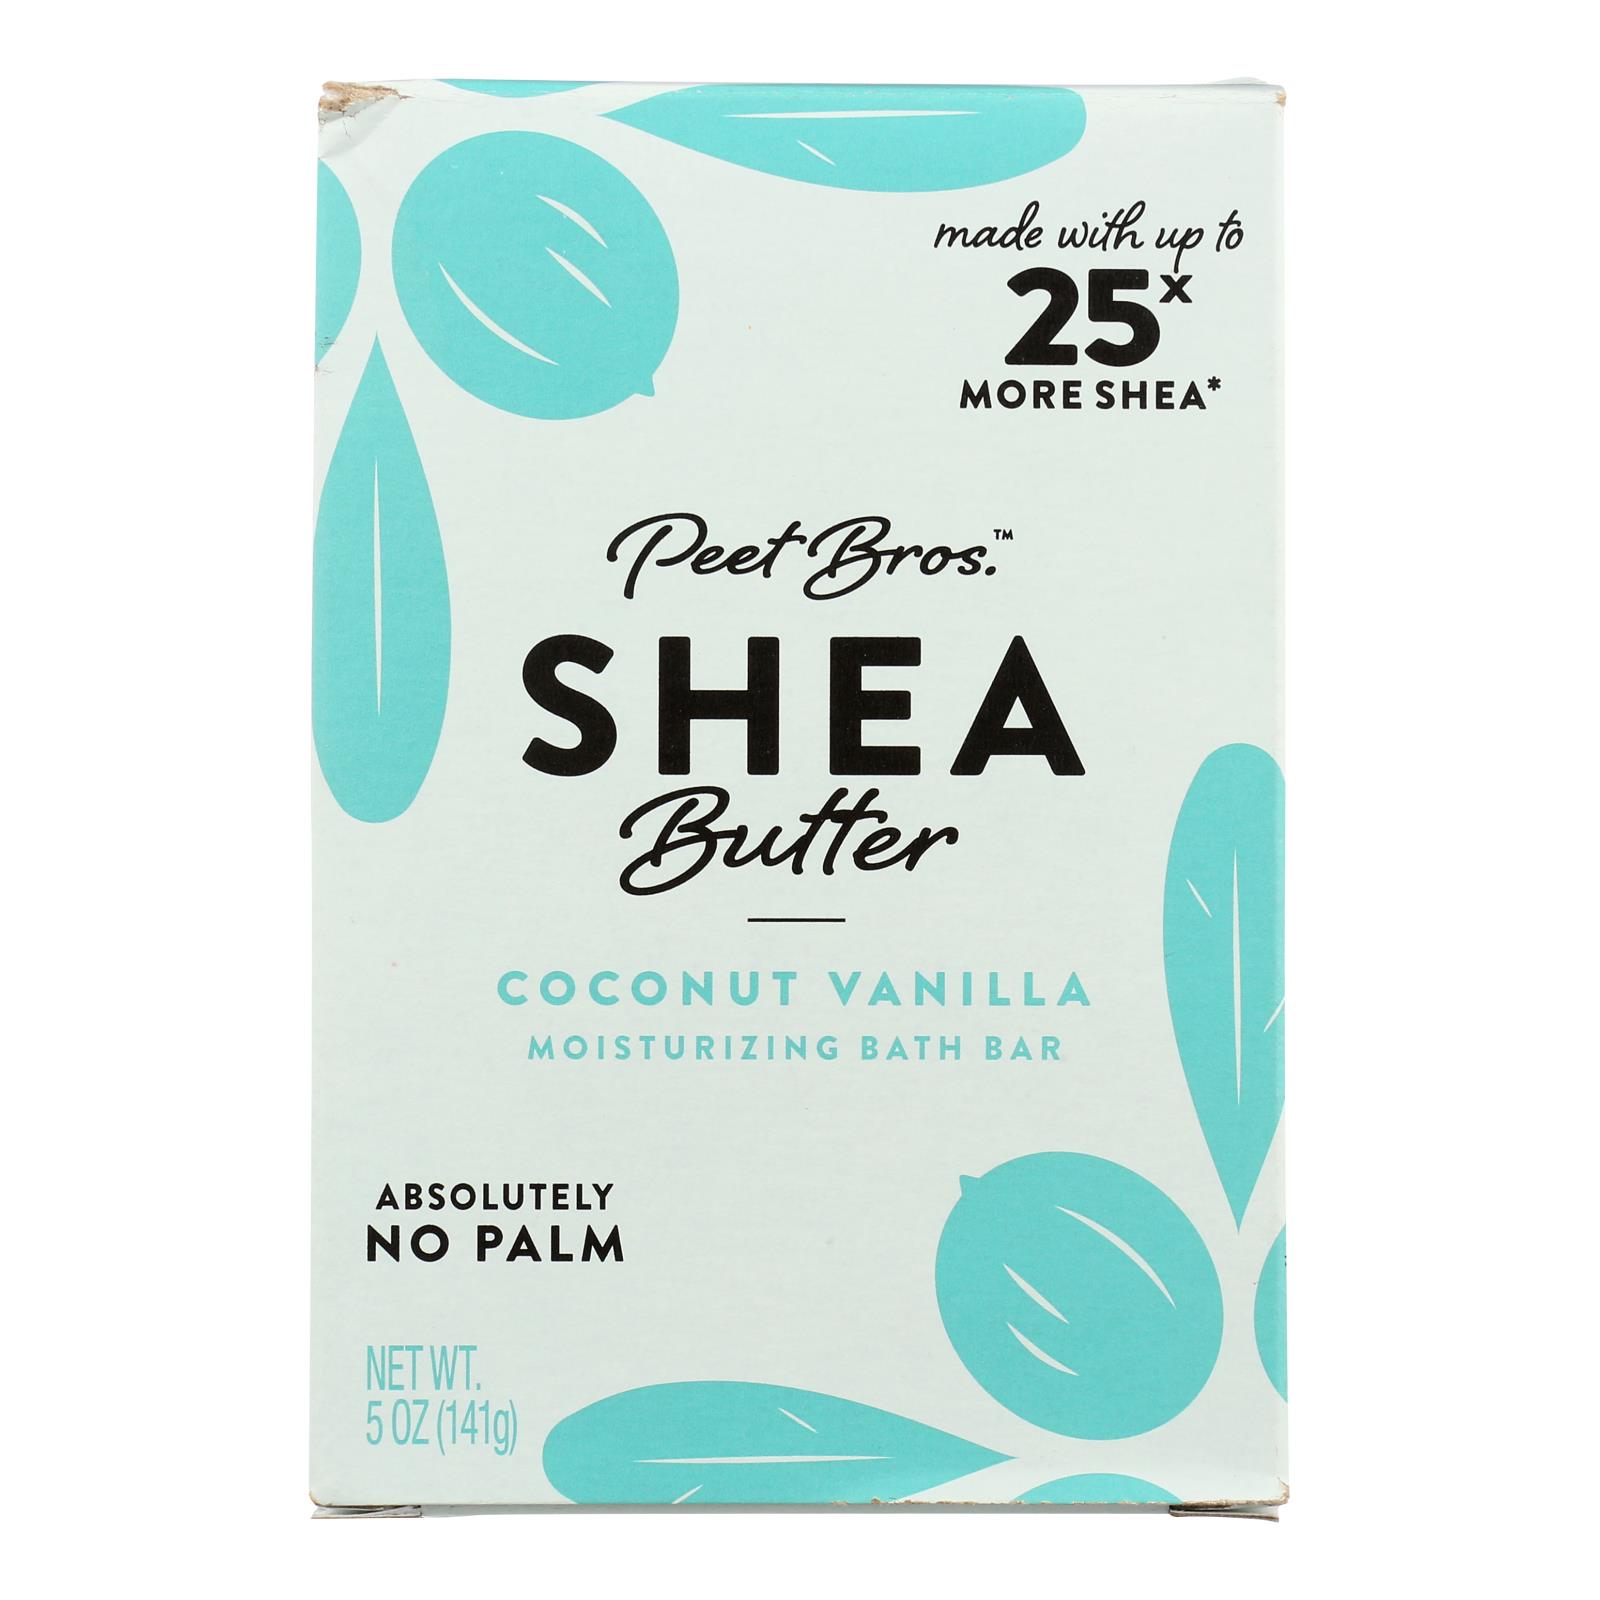 made with up to
25x
MORE SHEA*
Peet Bros.™
SHEA
Butter
COCONUT VANILLA
MOISTURIZING BATH BAR
ABSOLUTELY
NO PALM
NET WT.
5 OZ (141g)